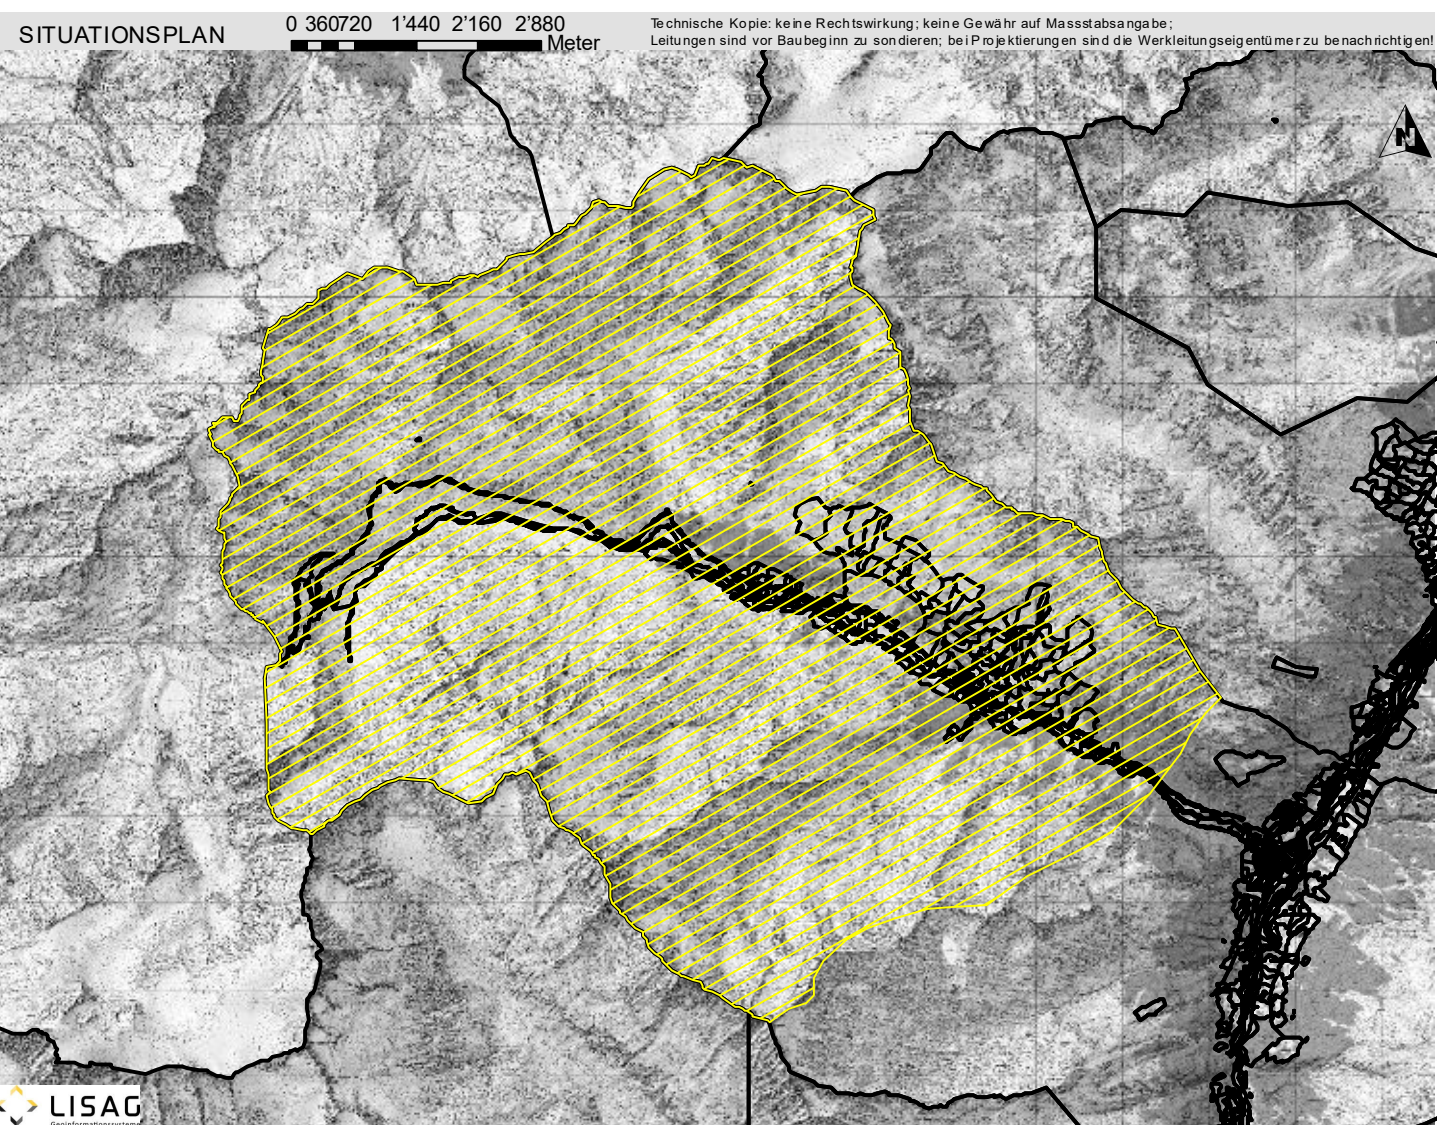 SITUATIONSPLAN
0 360720 1'440 2'160 2'880
Meter
Technische Kopie: keine Rechtswirkung; keine Gewähr auf Massstabsangabe;
Leitungen sind vor Baubeginn zu sondieren; bei Projektierungen sind die Werkleitungseigentümer zu benachrichtigen!
N
LISAG
Geoinformationssysteme